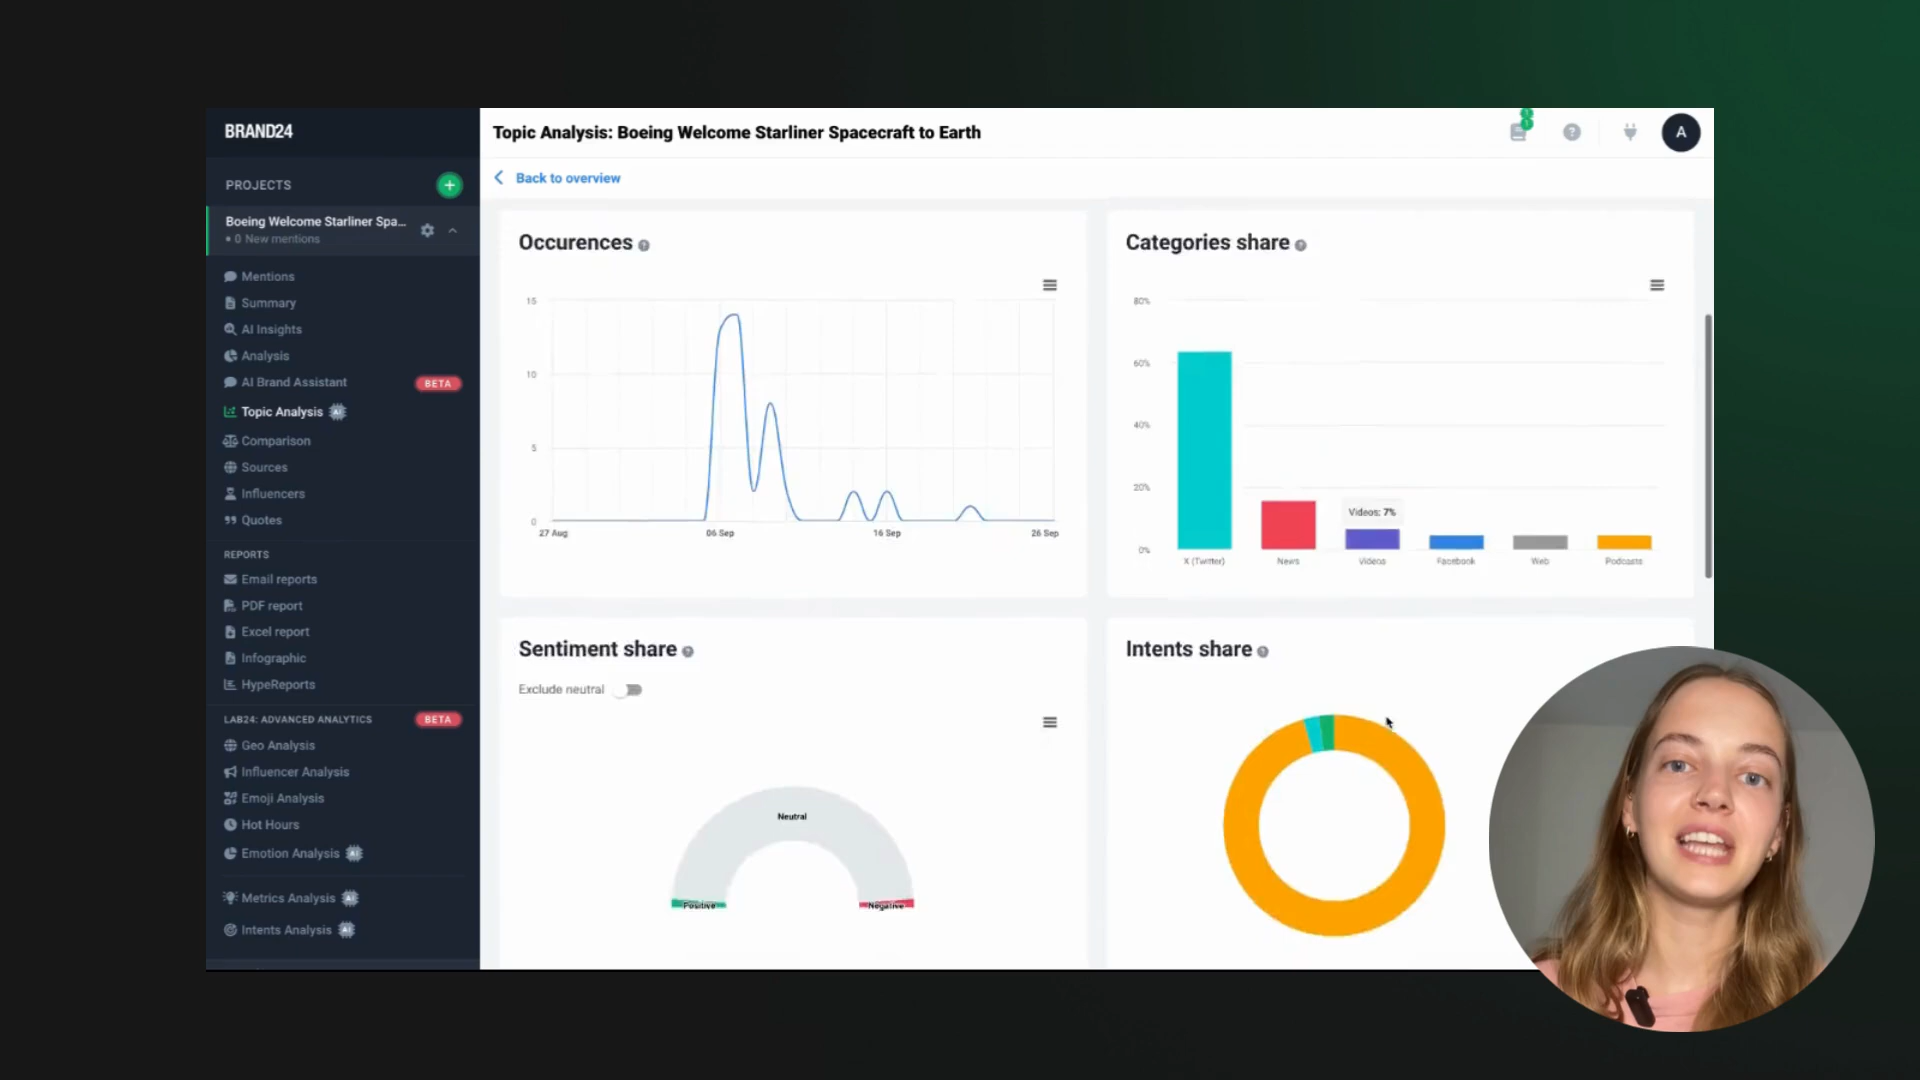 BRAND24
Topic Analysis: Boeing Welcome Starliner Spacecraft to Earth
A
PROJECTS
Back to overview
Boeing Welcome Starliner Spa...
0 New mentions
Mentions
Summary
AI Insights
Analysis
AI Brand Assistant BETA
Topic Analysis AI
Comparison
Sources
Influencers
Quotes
REPORTS
Email reports
PDF report
Excel report
Infographic
HypeReports
LAB24: ADVANCED ANALYTICS BETA
Geo Analysis
Influencer Analysis
Emoji Analysis
Hot Hours
Emotion Analysis AI
Metrics Analysis AI
Intents Analysis AI
Occurences
15
10
5
0
27 Aug 06 Sep 16 Sep 26 Sep
Categories share
80%
60%
40%
20%
0%
Videos: 7%
X (Twitter) News Videos Facebook Web Podcasts
Sentiment share
Exclude neutral
Neutral
Positive Negative
Intents share